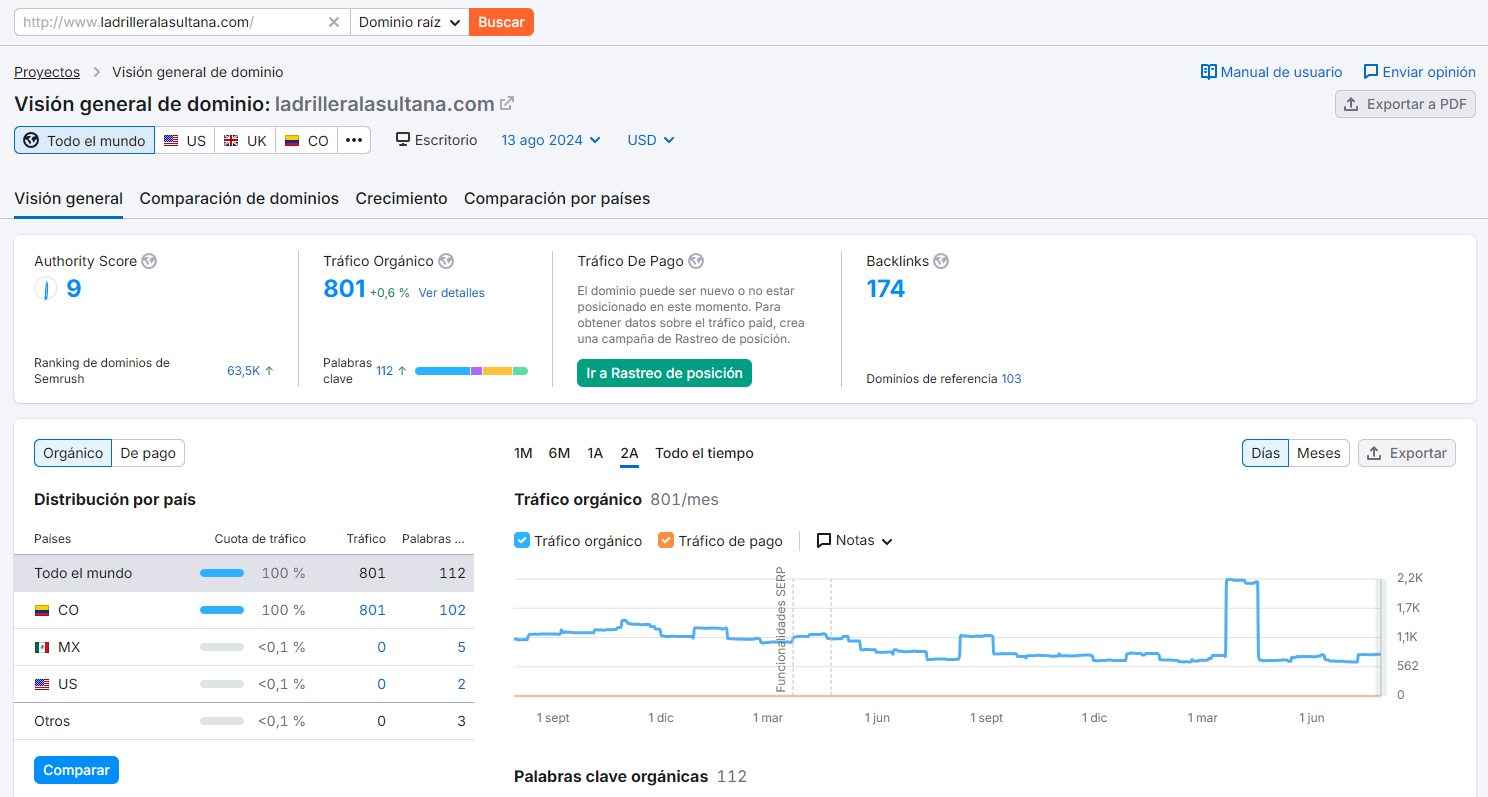 http://www.ladrilleralasultana.com/ Dominio raíz Buscar
Proyectos Visión general de dominio Manual de usuario Enviar opinión
Visión general de dominio: ladrilleralasultana.com Exportar a PDF
Todo el mundo US UK CO ••• Escritorio 13 ago 2024 USD
Visión general Comparación de dominios Crecimiento Comparación por países
Authority Score Tráfico Orgánico Tráfico De Pago Backlinks
9 801 +0,6 % Ver detalles 174
El dominio puede ser nuevo o no estar
posicionado en este momento. Para
obtener datos sobre el tráfico paid, crea
una campaña de Rastreo de posición.
Ranking de dominios de
Semrush 63,5K ↑
Palabras
clave 112 ↑
Ir a Rastreo de posición
Dominios de referencia 103
Orgánico De pago
1M 6M 1A 2A Todo el tiempo
Días Meses Exportar
Distribución por país
Países Cuota de tráfico Tráfico Palabras ...
Todo el mundo 100 % 801 112
CO 100 % 801 102
MX <0,1 % 0 5
US <0,1 % 0 2
Otros <0,1 % 0 3
Comparar
Tráfico orgánico 801/mes
Tráfico orgánico Tráfico de pago Notas
Funcionalidades SERP
2,2K
1,7K
1,1K
562
0
1 sept 1 dic 1 mar 1 jun 1 sept 1 dic 1 mar 1 jun
Palabras clave orgánicas 112